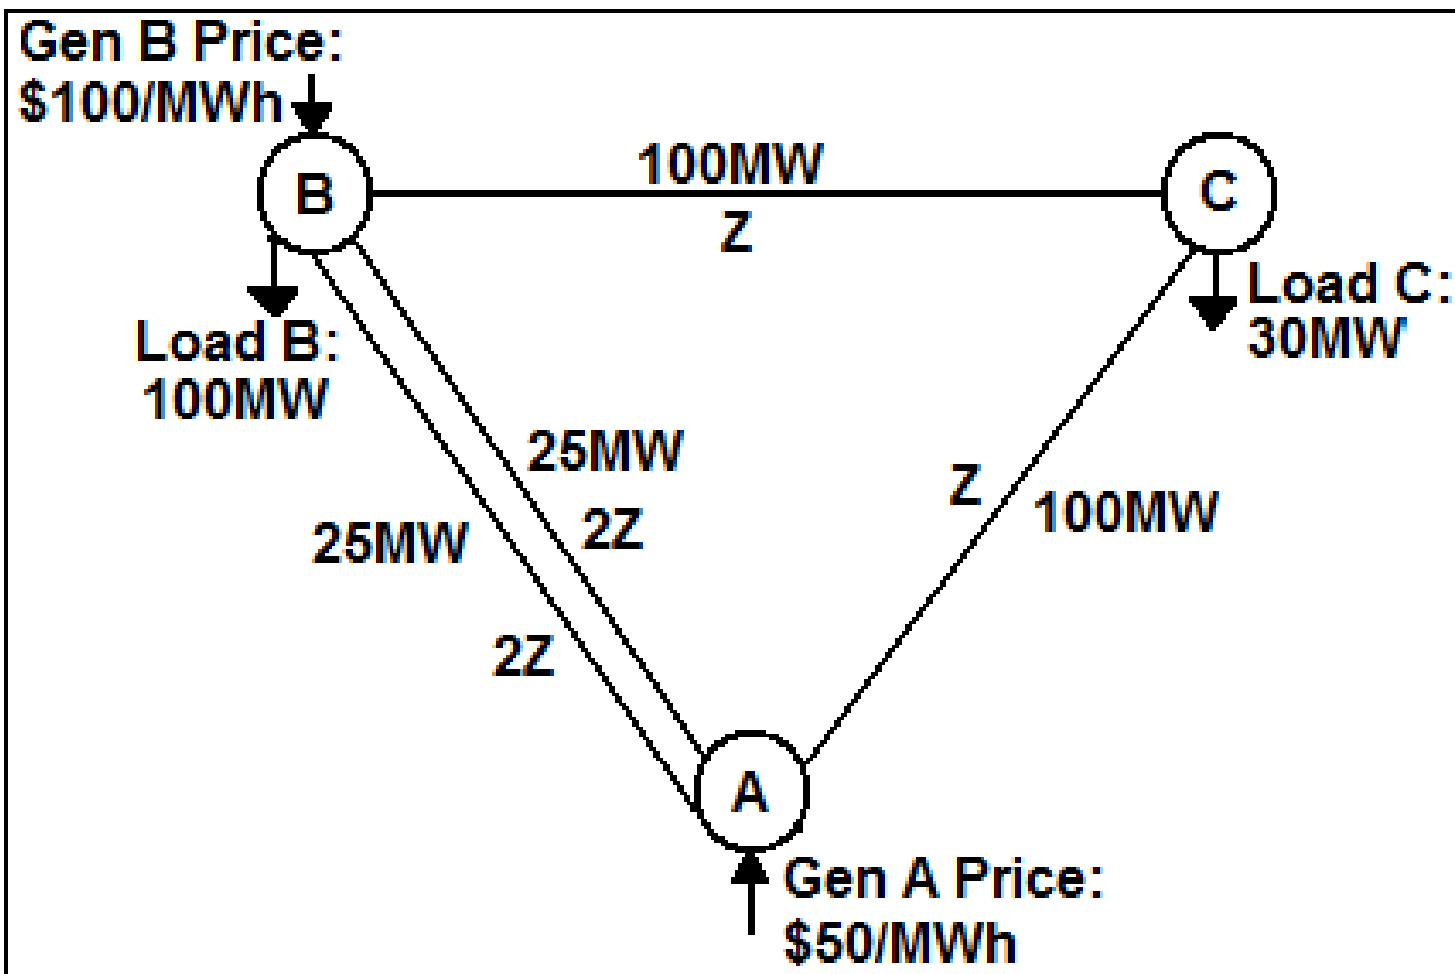 Gen B Price:
$100/MWh
B
100MW
Z
C
Load B:
100MW
Load C:
30MW
25MW
2Z
25MW
2Z
Z
100MW
A
Gen A Price:
$50/MWh